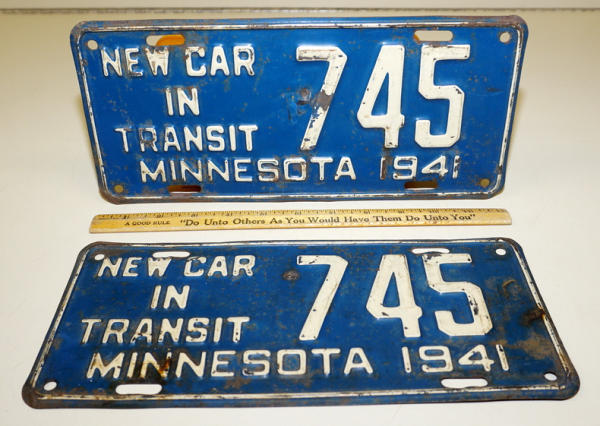 NEW CAR
IN
TRANSIT
745
MINNESOTA 1941
A GOOD RULE "Do Unto Others As You Would Have Them Do Unto You"
NEW CAR
IN
TRANSIT
745
MINNESOTA 1941